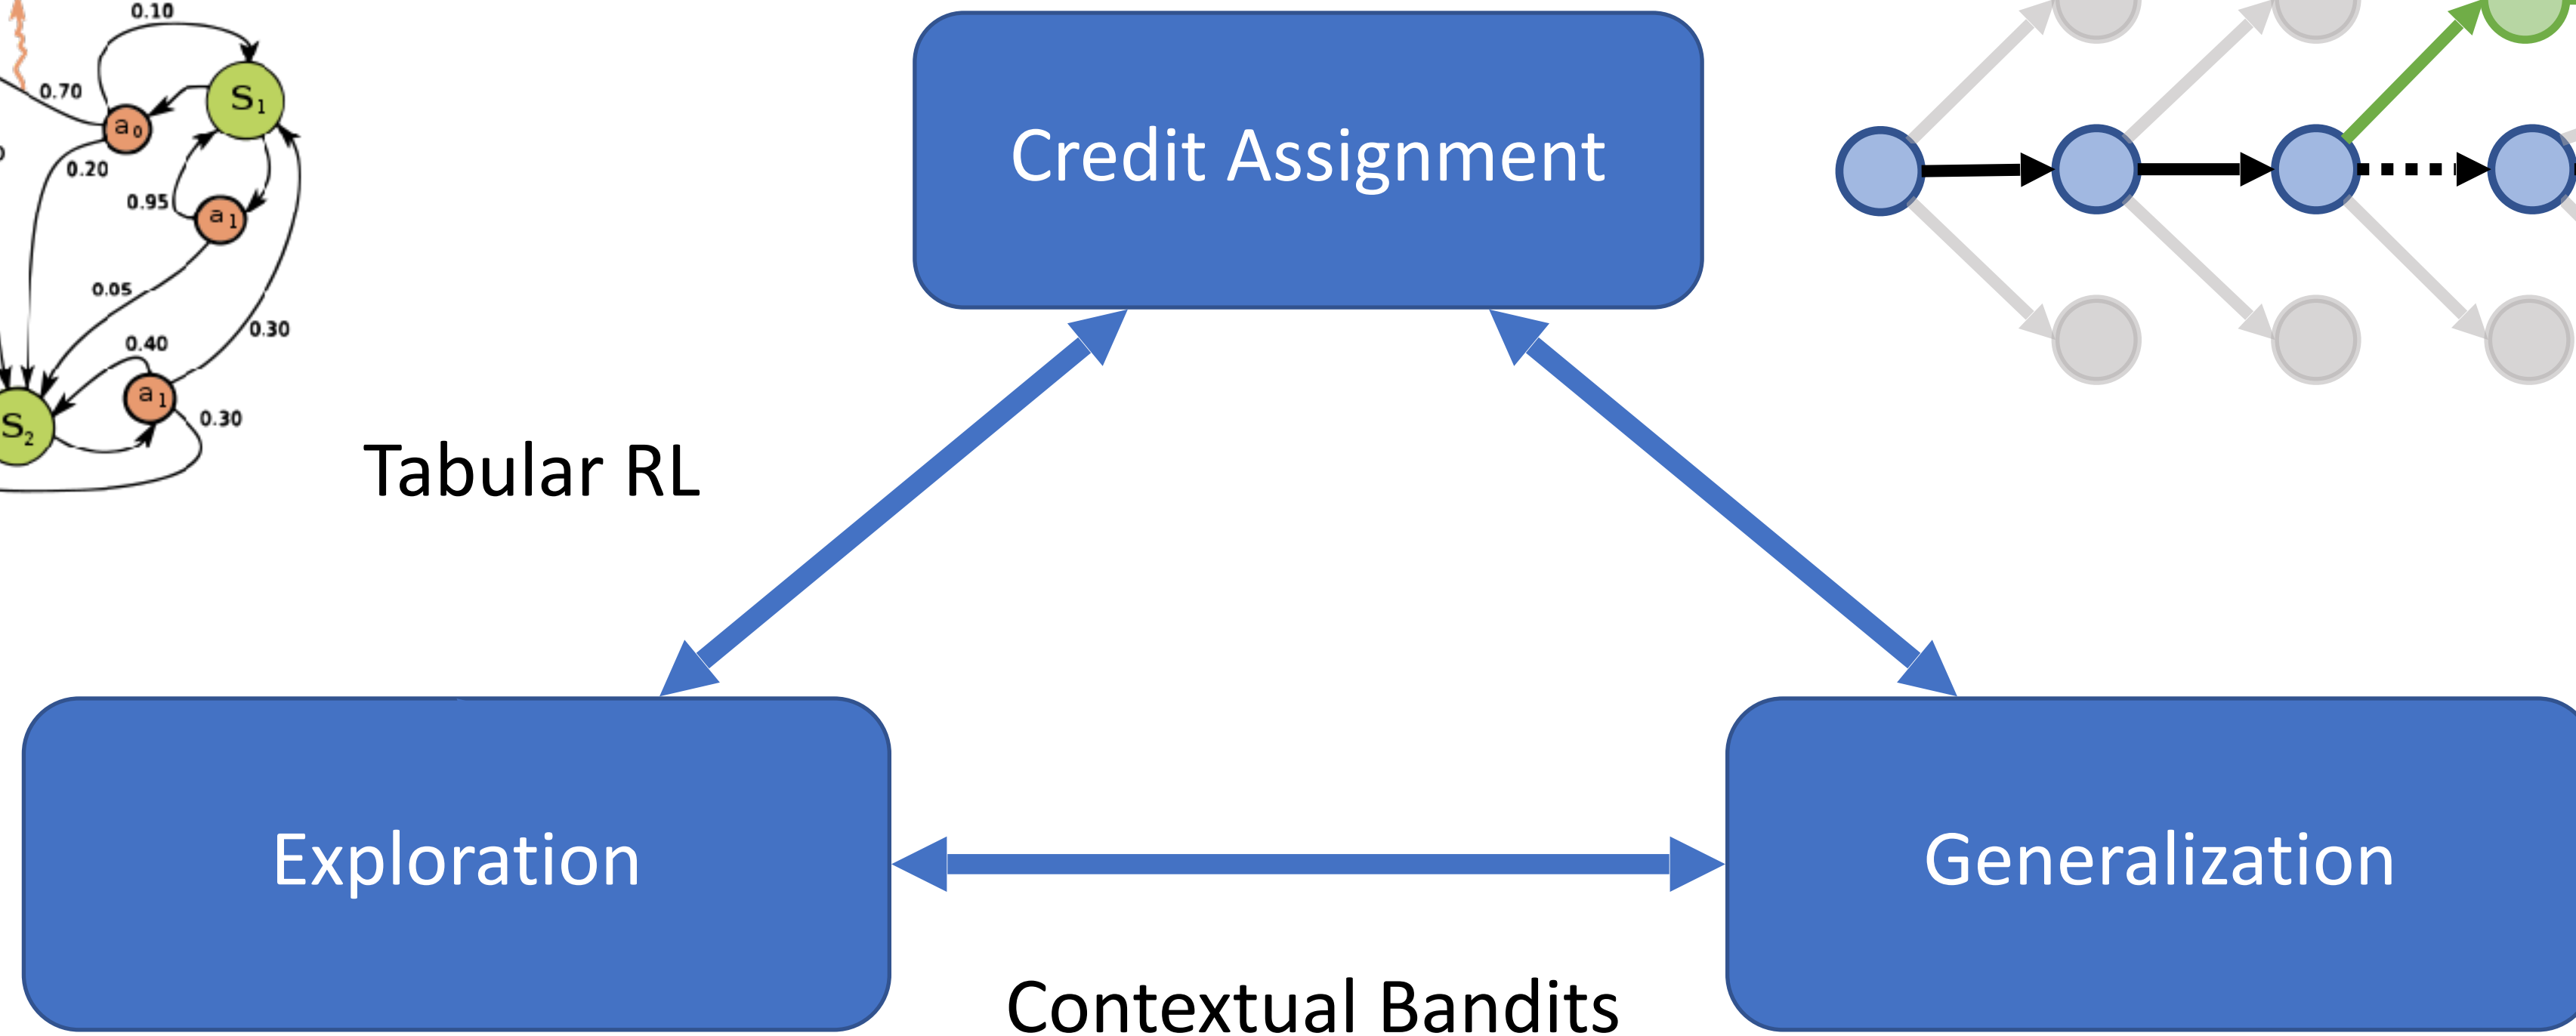 0.10
0.70
S1
a0
0.20
0.95
a1
0.05
0.30
0.40
a1
S2
0.30
Credit Assignment
Tabular RL
Exploration
Generalization
Contextual Bandits